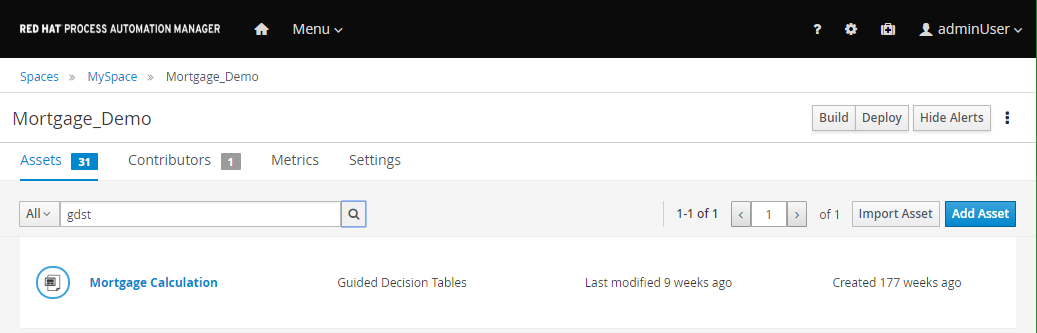 RED HAT PROCESS AUTOMATION MANAGER Menu ? adminUser
Spaces » MySpace » Mortgage_Demo
Mortgage_Demo Build Deploy Hide Alerts
Assets 31 Contributors 1 Metrics Settings
All gdst 1-1 of 1 ‹ 1 › of 1 Import Asset Add Asset
Mortgage Calculation Guided Decision Tables Last modified 9 weeks ago Created 177 weeks ago